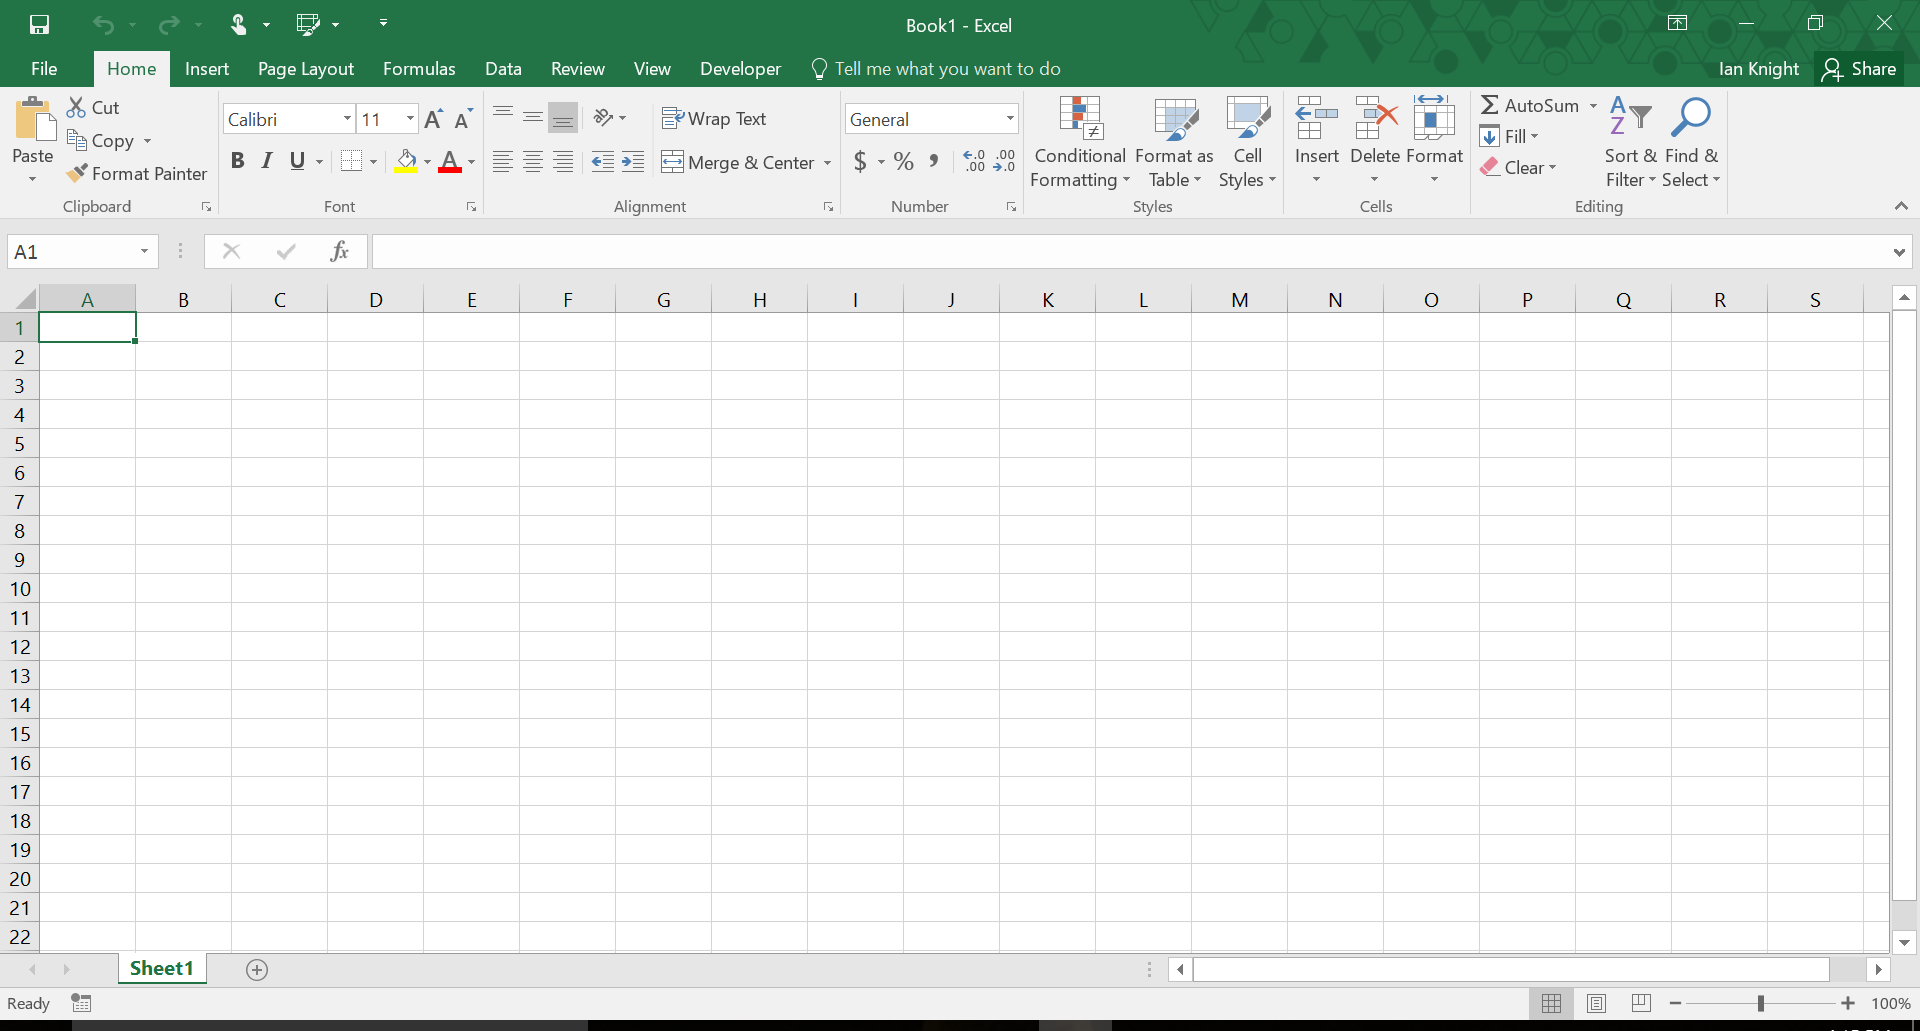 Book1 - Excel
File Home Insert Page Layout Formulas Data Review View Developer Tell me what you want to do Ian Knight Share
Paste
Cut
Copy
Format Painter
Clipboard
Calibri 11
B I U A
Font
Wrap Text
Merge & Center
Alignment
General
$ % , .0 .00 .00 .0
Number
Conditional Formatting
Format as Table
Cell Styles
Styles
Insert Delete Format
Cells
AutoSum
Fill
Clear
Sort & Filter
Find & Select
Editing
A1 fx
A B C D E F G H I J K L M N O P Q R S
1
2
3
4
5
6
7
8
9
10
11
12
13
14
15
16
17
18
19
20
21
22
Sheet1
Ready 100%